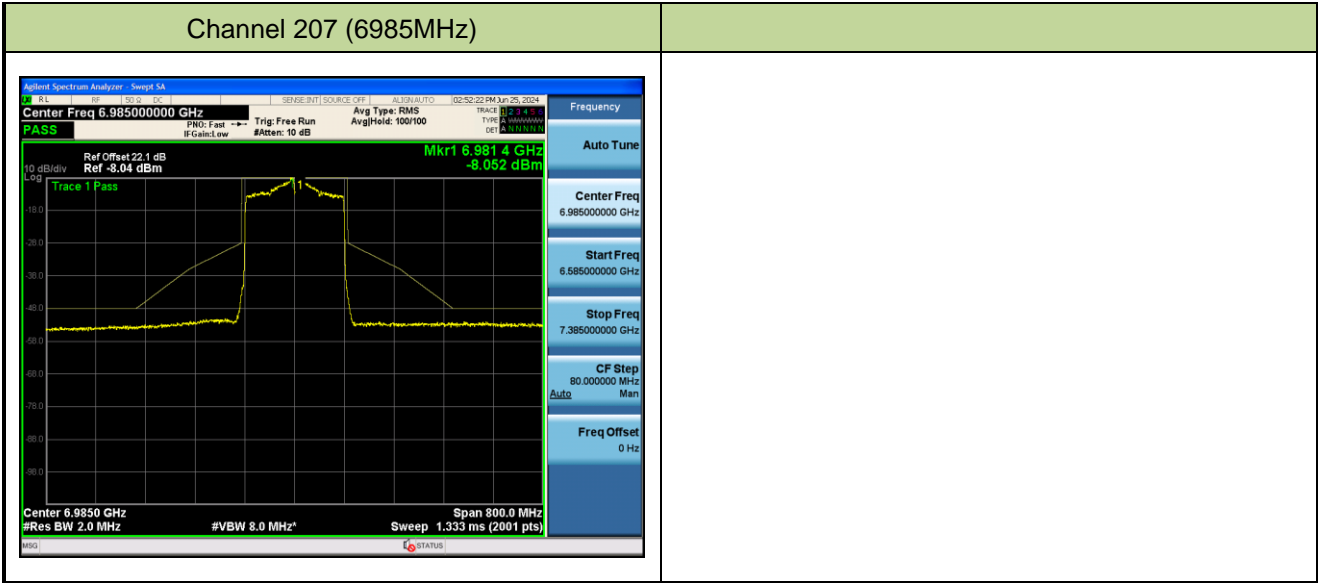 Channel 207 (6985MHz)
Agilent Spectrum Analyzer - Swept SA
RL RF 50 Ω DC SENSE:INT SOURCE OFF ALIGN AUTO 02:52:22 PM Jun 25, 2024
Center Freq 6.985000000 GHz
PASS
PNO: Fast
IFGain:Low
Trig: Free Run
#Atten: 10 dB
Avg Type: RMS
Avg|Hold: 100/100
TRACE 1 2 3 4 5 6
TYPE A
DET A N N N N N
Frequency
Auto Tune
Center Freq
6.985000000 GHz
Start Freq
6.585000000 GHz
Stop Freq
7.385000000 GHz
CF Step
80.000000 MHz
Auto Man
Freq Offset
0 Hz
Mkr1 6.981 4 GHz
-8.052 dBm
Ref Offset 22.1 dB
10 dB/div Ref -8.04 dBm
Log
Trace 1 Pass
1
-18.0
-28.0
-38.0
-48.0
-58.0
-68.0
-78.0
-88.0
-98.0
Center 6.9850 GHz Span 800.0 MHz
#Res BW 2.0 MHz #VBW 8.0 MHz* Sweep 1.333 ms (2001 pts)
MSG STATUS